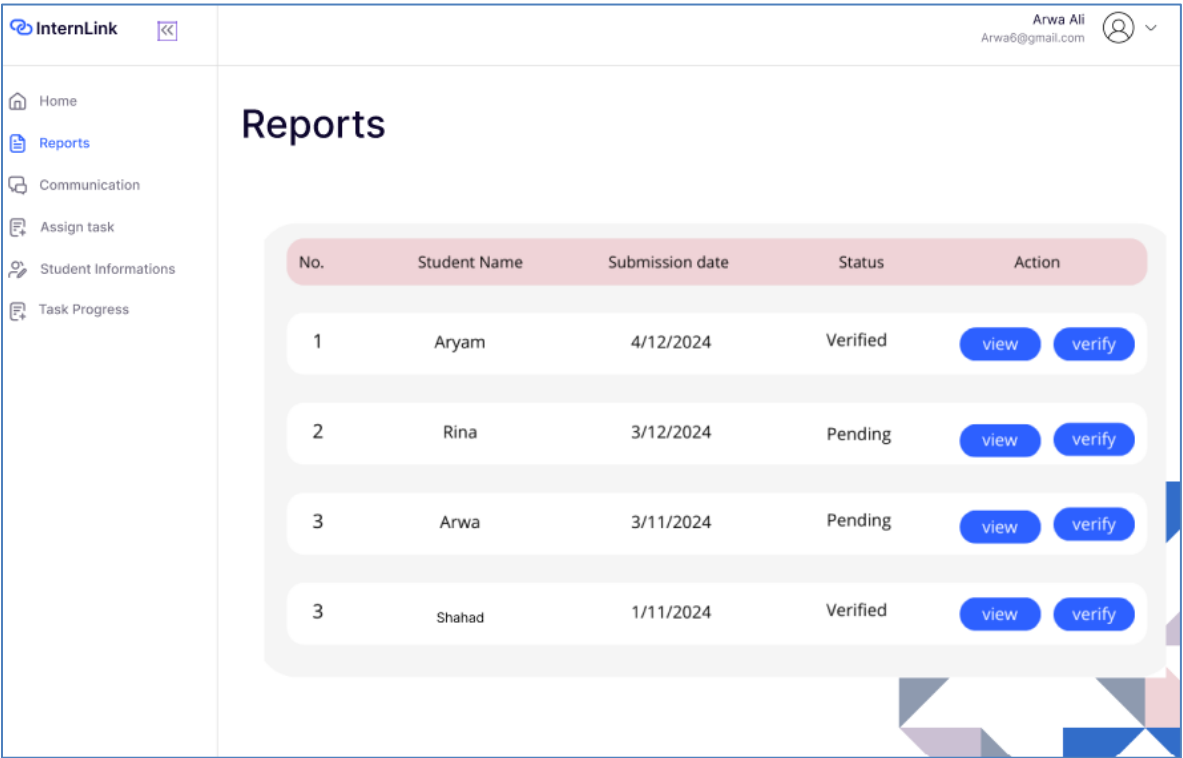 InternLink
Arwa Ali
Arwa6@gmail.com
Home
Reports
Communication
Assign task
Student Informations
Task Progress
Reports
No. Student Name Submission date Status Action
1 Aryam 4/12/2024 Verified view verify
2 Rina 3/12/2024 Pending view verify
3 Arwa 3/11/2024 Pending view verify
3 Shahad 1/11/2024 Verified view verify